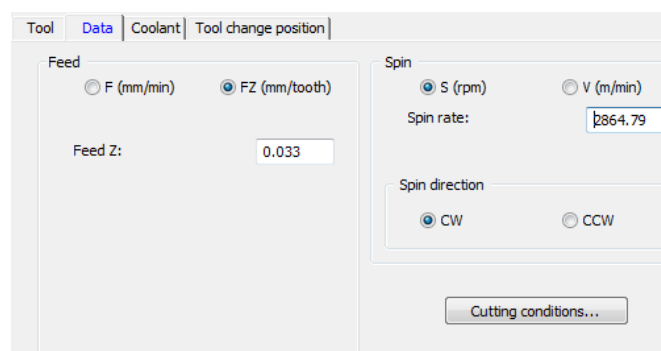 Tool Data Coolant Tool change position
Feed
F (mm/min) FZ (mm/tooth)
Feed Z: 0.033
Spin
S (rpm) V (m/min)
Spin rate: 2864.79
Spin direction
CW CCW
Cutting conditions...